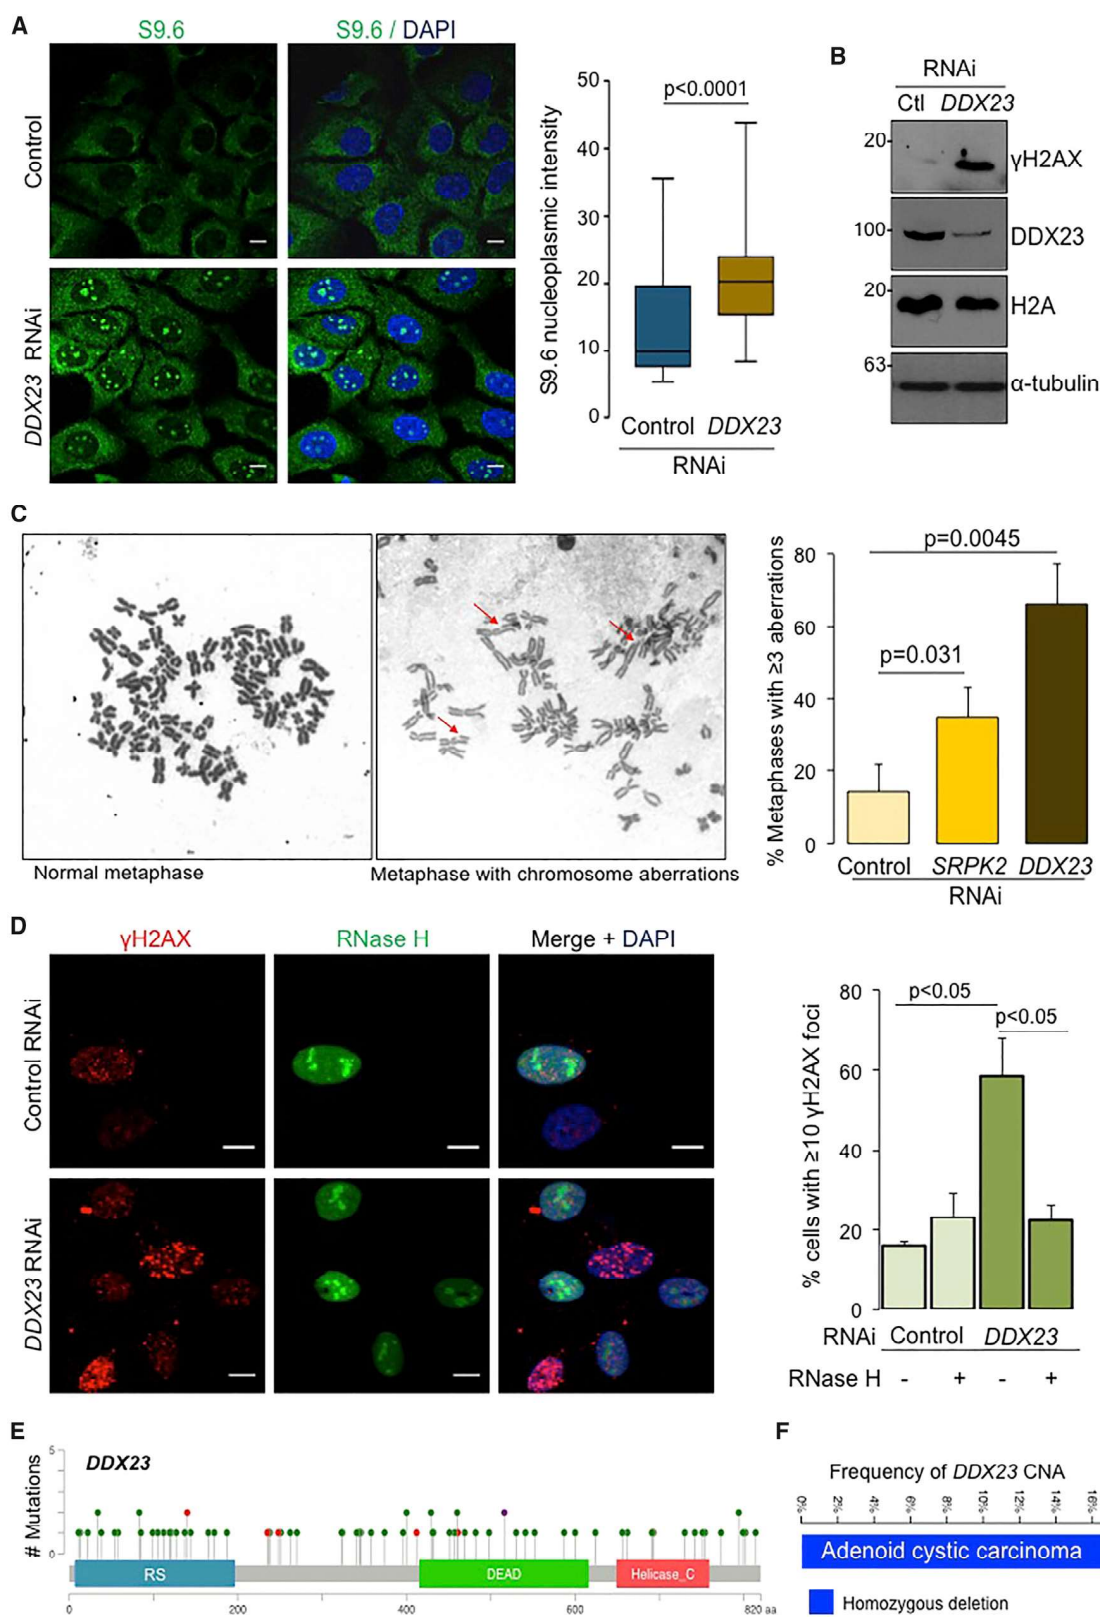 A
S9.6
S9.6 / DAPI
Control
DDX23 RNAi
S9.6 nucleoplasmic intensity
50
40
30
20
10
0
p<0.0001
Control DDX23
RNAi
B
RNAi
Ctl DDX23
20
γH2AX
100
DDX23
20
H2A
63
α-tubulin
C
Normal metaphase
Metaphase with chromosome aberrations
% Metaphases with ≥3 aberrations
80
60
40
20
0
p=0.0045
p=0.031
Control SRPK2 DDX23
RNAi
D
γH2AX
RNase H
Merge + DAPI
Control RNAi
DDX23 RNAi
% cells with ≥10 γH2AX foci
80
60
40
20
0
p<0.05
p<0.05
RNAi Control DDX23
RNase H - + - +
E
# Mutations
5
0
DDX23
RS
DEAD
Helicase_C
0 200 400 600 820 aa
F
Frequency of DDX23 CNA
0% 2% 4% 6% 8% 10% 12% 14% 16%
Adenoid cystic carcinoma
Homozygous deletion